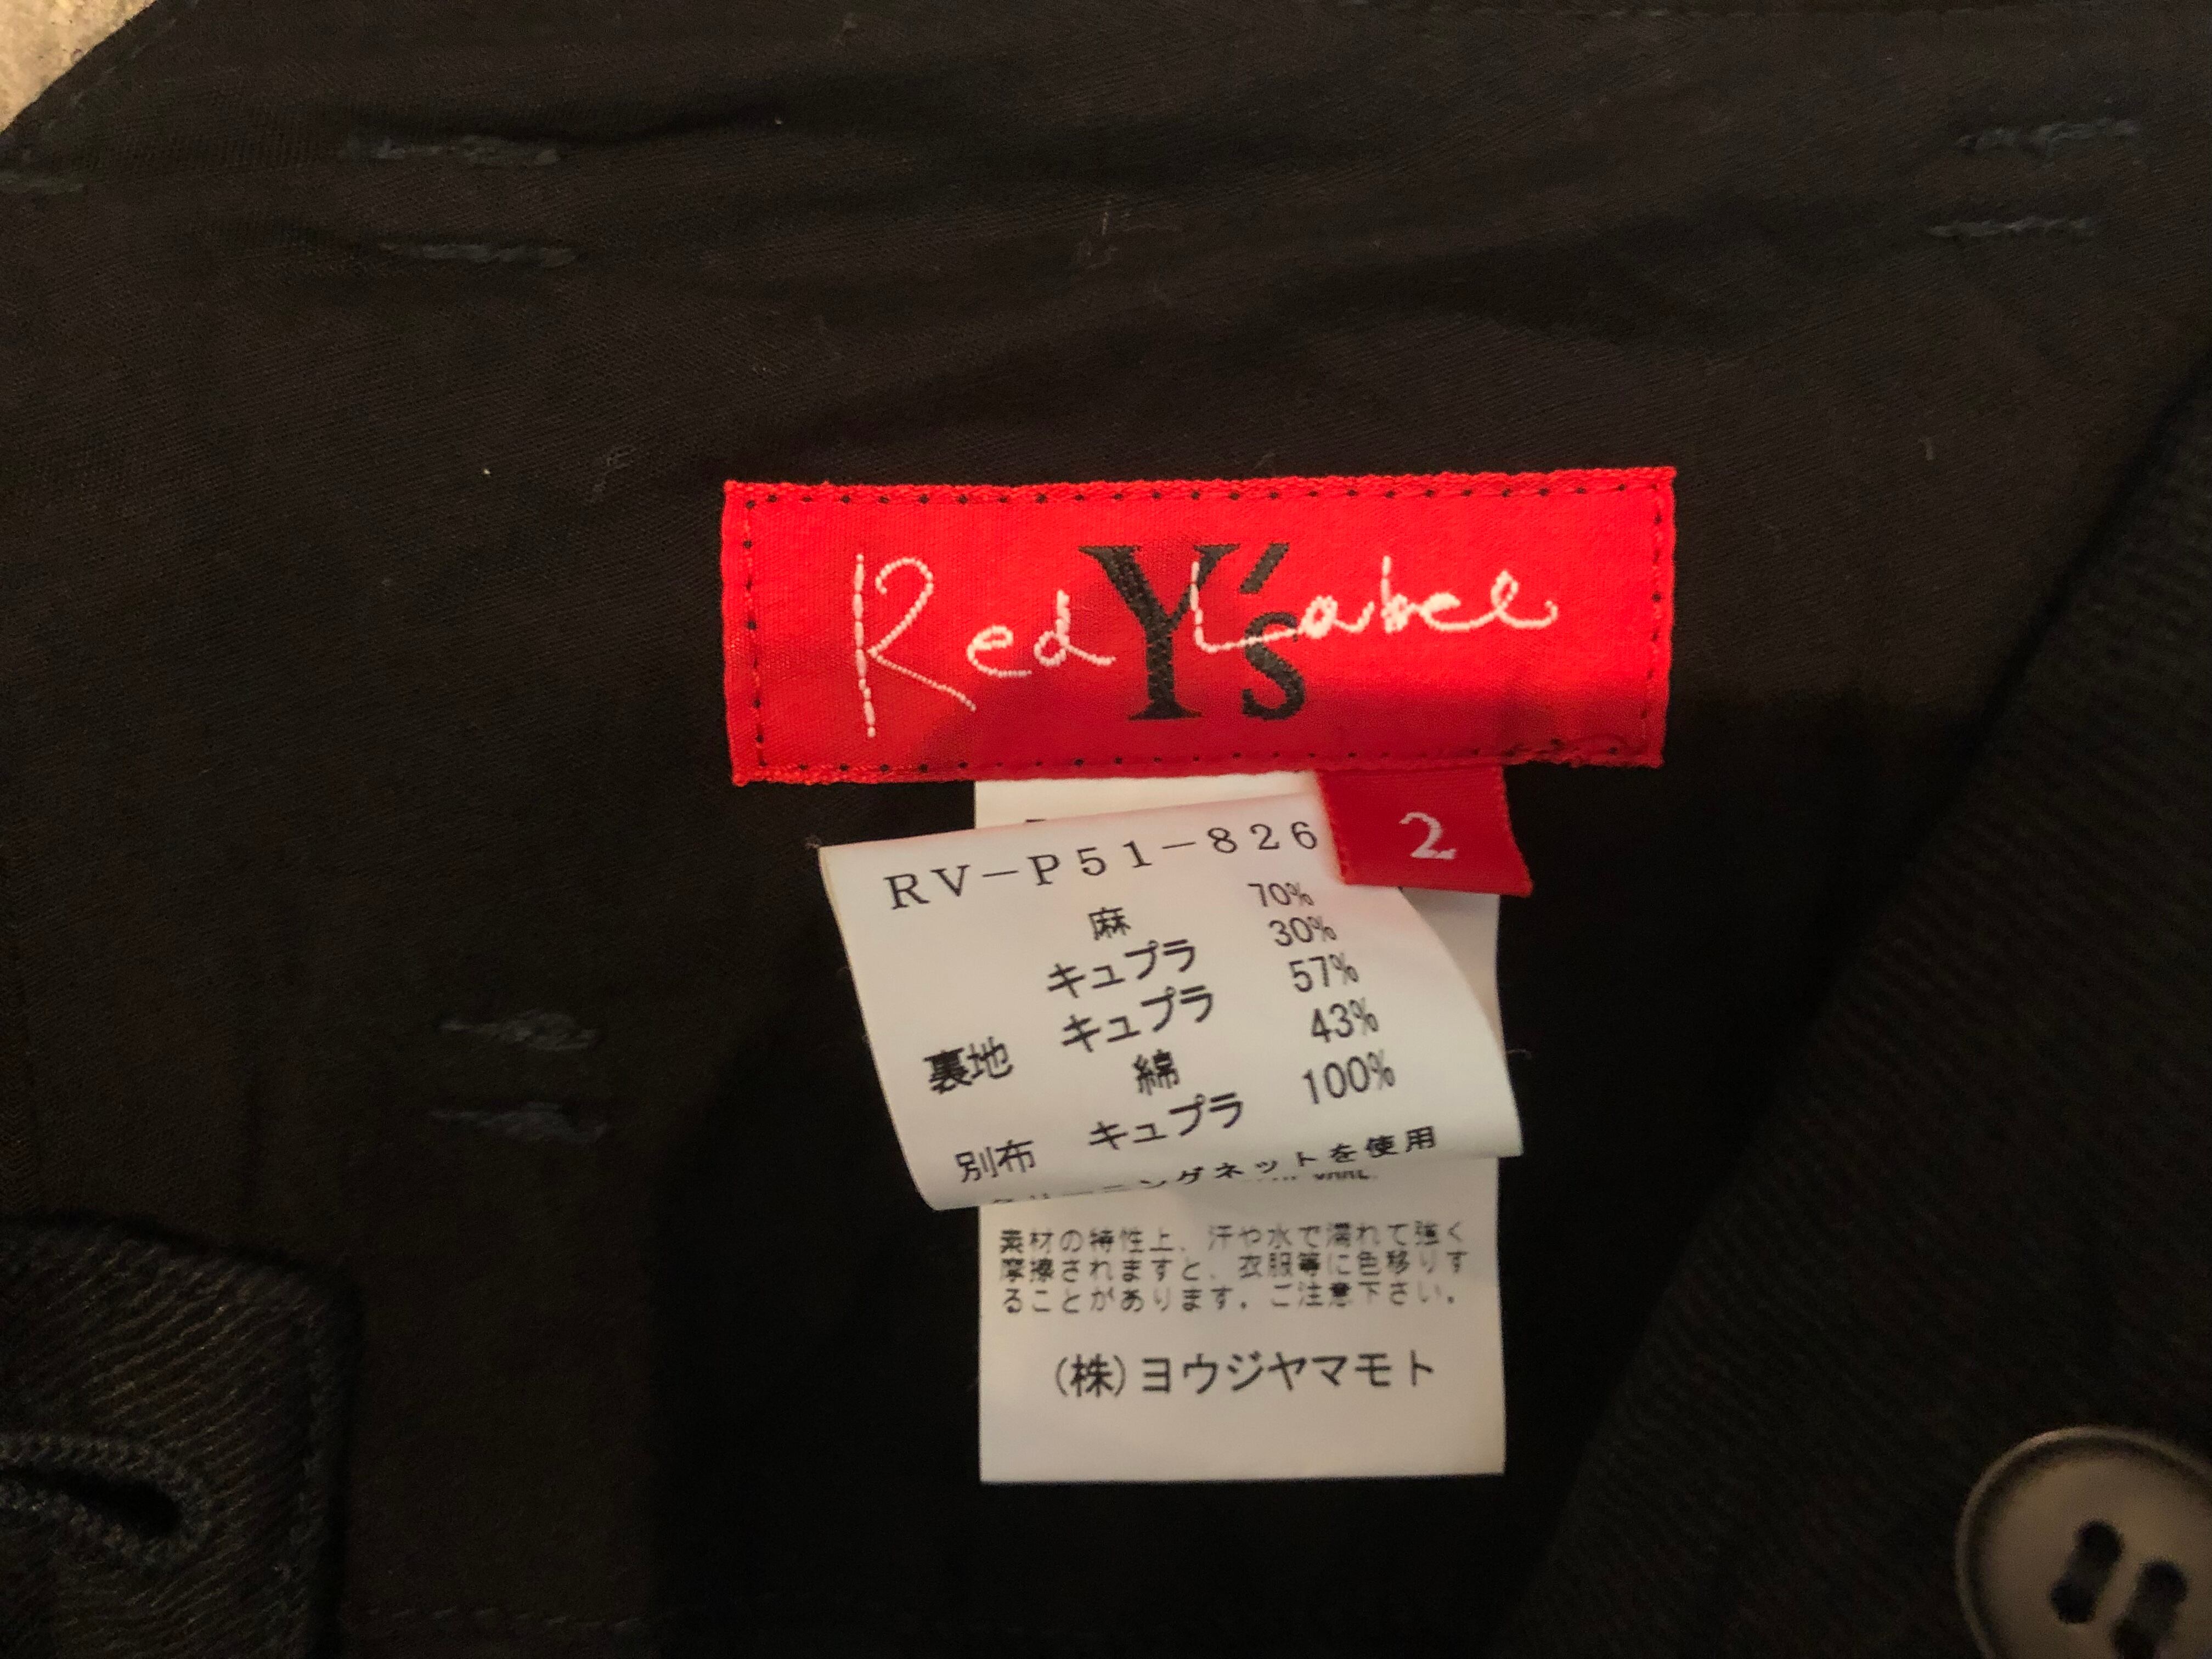 Red Label
Y's
2
RV-P51-826
麻 70%
キュプラ 30%
裏地 キュプラ 57%
綿 43%
別布 キュプラ 100%
ングネットを使用
素材の特性上、汗や水で濡れて強く
摩擦されますと、衣服等に色移りす
ることがあります。ご注意下さい。
(株)ヨウジヤマモト